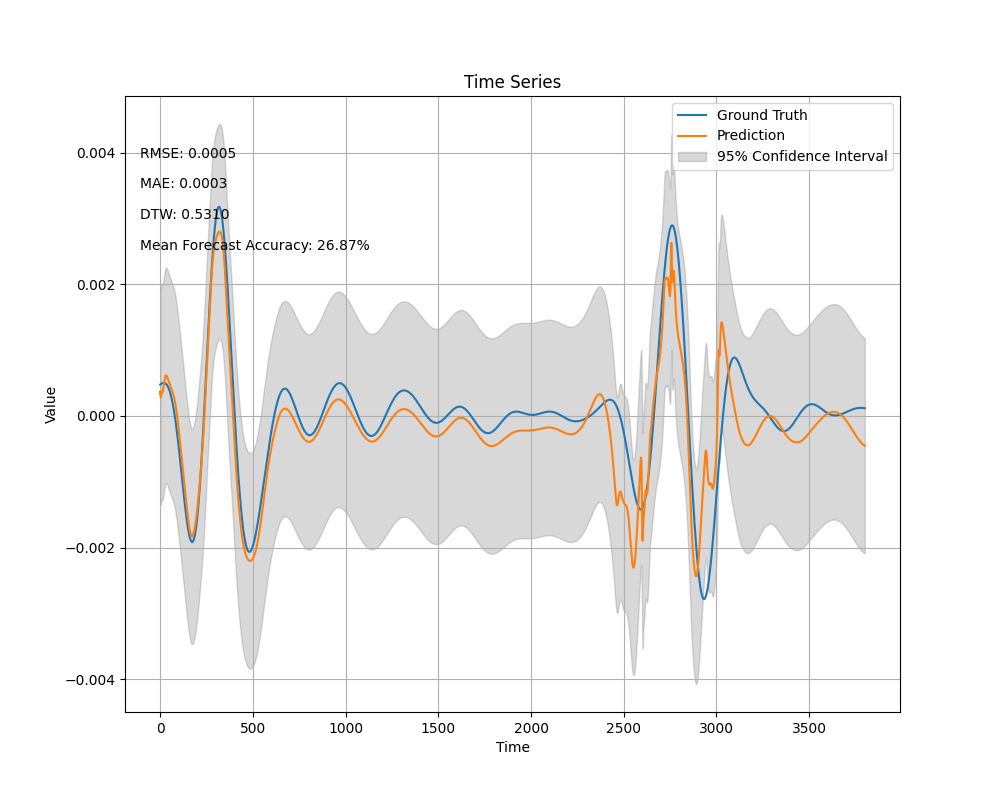 Time Series
Ground Truth
Prediction
95% Confidence Interval
RMSE: 0.0005
MAE: 0.0003
DTW: 0.5310
Mean Forecast Accuracy: 26.87%
0.004
0.002
0.000
−0.002
−0.004
Value
0 500 1000 1500 2000 2500 3000 3500
Time